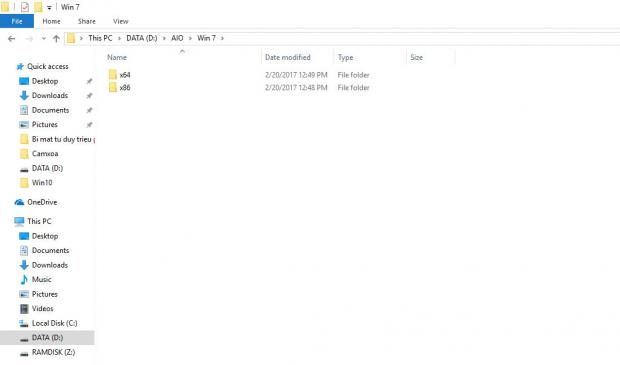 Win 7
File Home Share View
This PC DATA (D:) AIO Win 7
Name Date modified Type Size
x64 2/20/2017 12:49 PM File folder
x86 2/20/2017 12:48 PM File folder
Quick access
Desktop
Downloads
Documents
Pictures
Bi mat tu duy trieu
Camxoa
DATA (D:)
Win10
OneDrive
This PC
Desktop
Documents
Downloads
Music
Pictures
Videos
Local Disk (C:)
DATA (D:)
RAMDISK (Z:)